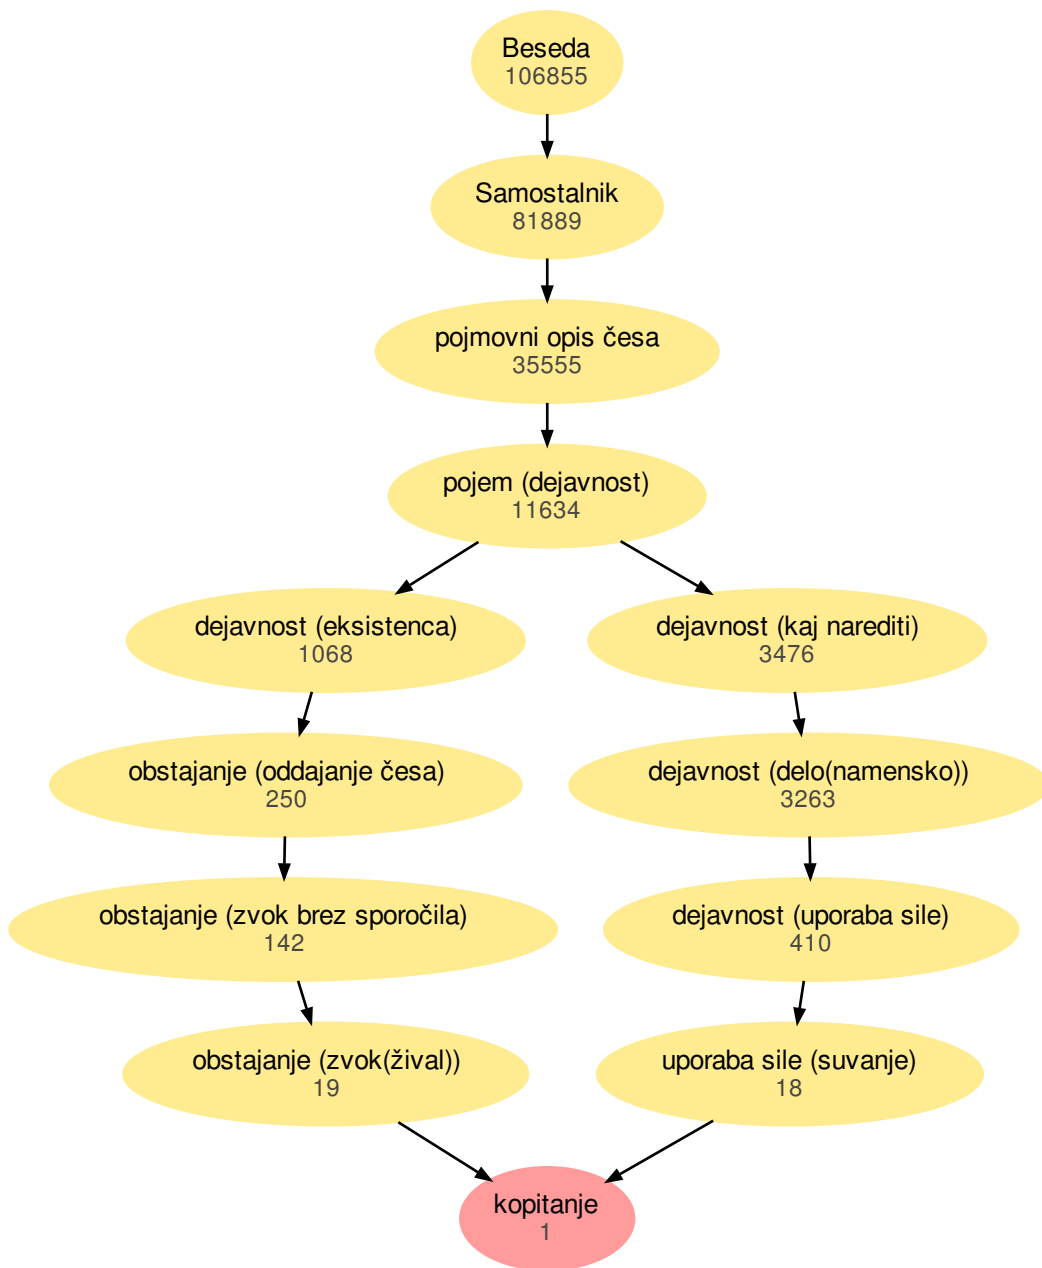 Beseda
106855
Samostalnik
81889
pojmovni opis česa
35555
pojem (dejavnost)
11634
dejavnost (eksistenca)
1068
dejavnost (kaj narediti)
3476
obstajanje (oddajanje česa)
250
dejavnost (delo(namensko))
3263
obstajanje (zvok brez sporočila)
142
dejavnost (uporaba sile)
410
obstajanje (zvok(žival))
19
uporaba sile (suvanje)
18
kopitanje
1